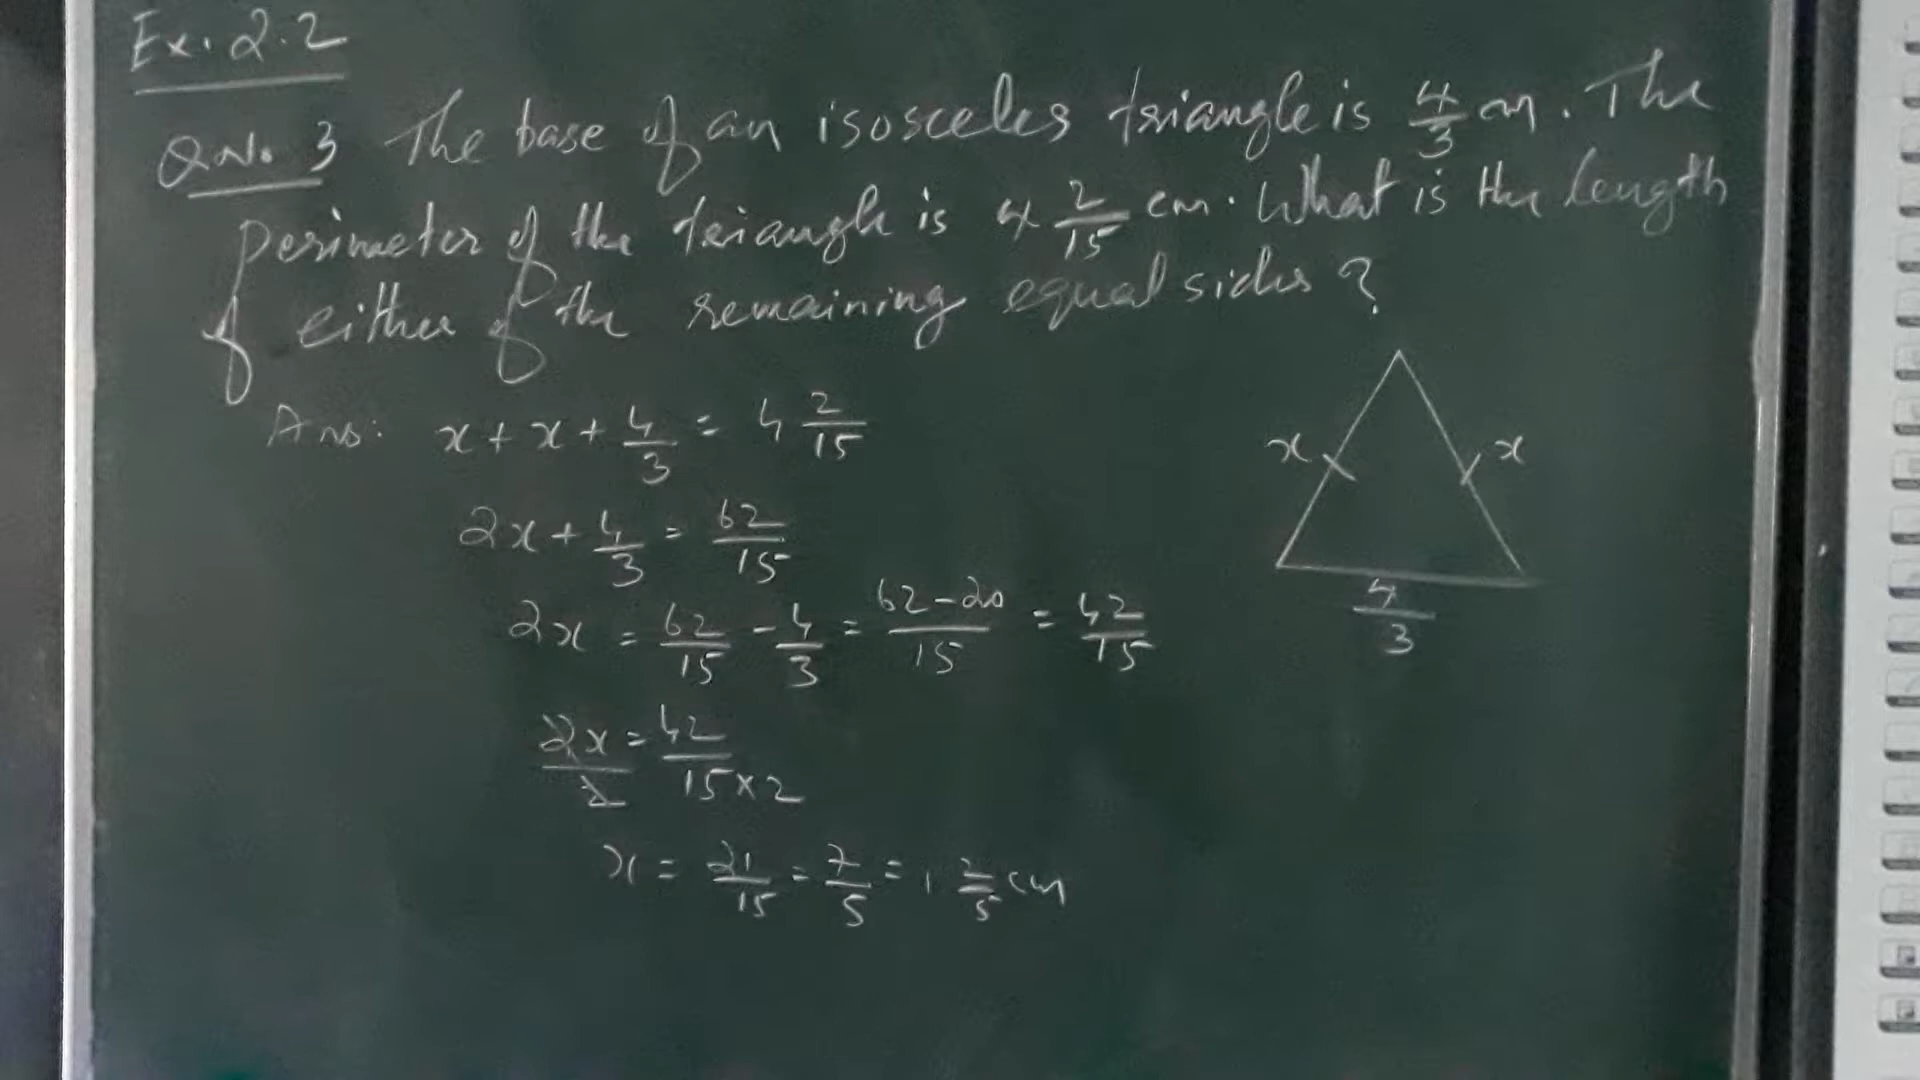 Ex. 2.2
Q.No. 3 The base of an isosceles triangle is 4/3 cm. The
perimeter of the triangle is 4 2/15 cm. What is the length
of either of the remaining equal sides?
Ans: x + x + 4/3 = 4 2/15
2x + 4/3 = 62/15
2x = 62/15 - 4/3 = 62-20/15 = 42/15
2x/2 = 42/15×2
x = 21/15 = 7/5 = 1 2/5 cm
x x
4/3